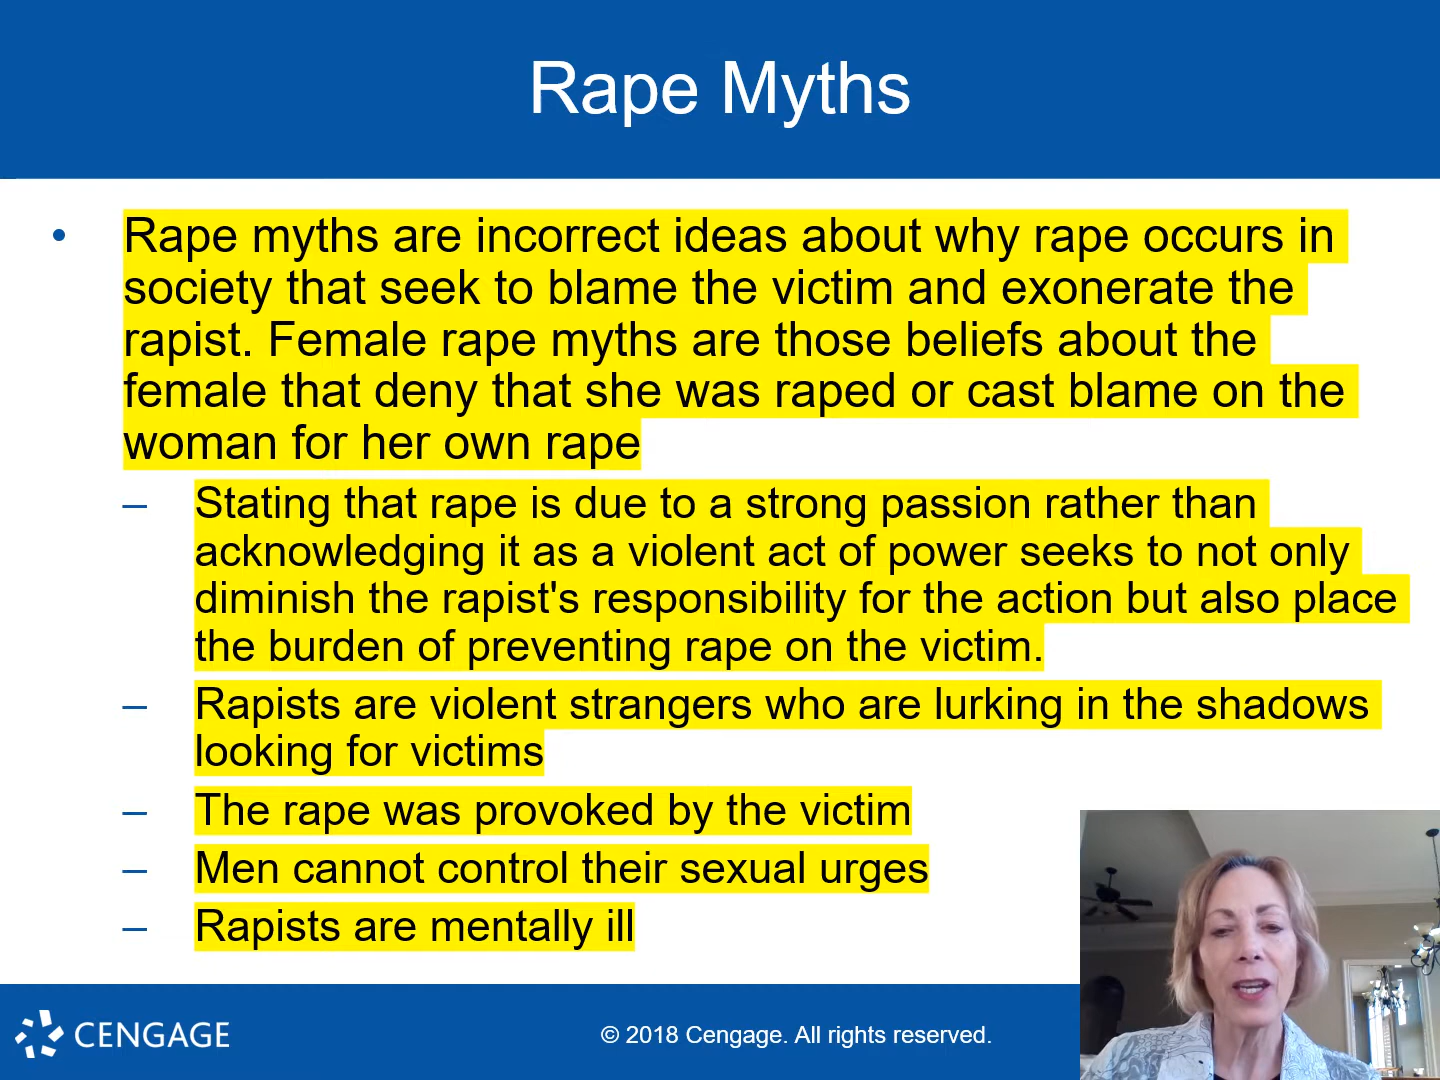 Rape Myths
• Rape myths are incorrect ideas about why rape occurs in
society that seek to blame the victim and exonerate the
rapist. Female rape myths are those beliefs about the
female that deny that she was raped or cast blame on the
woman for her own rape
– Stating that rape is due to a strong passion rather than
acknowledging it as a violent act of power seeks to not only
diminish the rapist's responsibility for the action but also place
the burden of preventing rape on the victim.
– Rapists are violent strangers who are lurking in the shadows
looking for victims
– The rape was provoked by the victim
– Men cannot control their sexual urges
– Rapists are mentally ill
CENGAGE
© 2018 Cengage. All rights reserved.